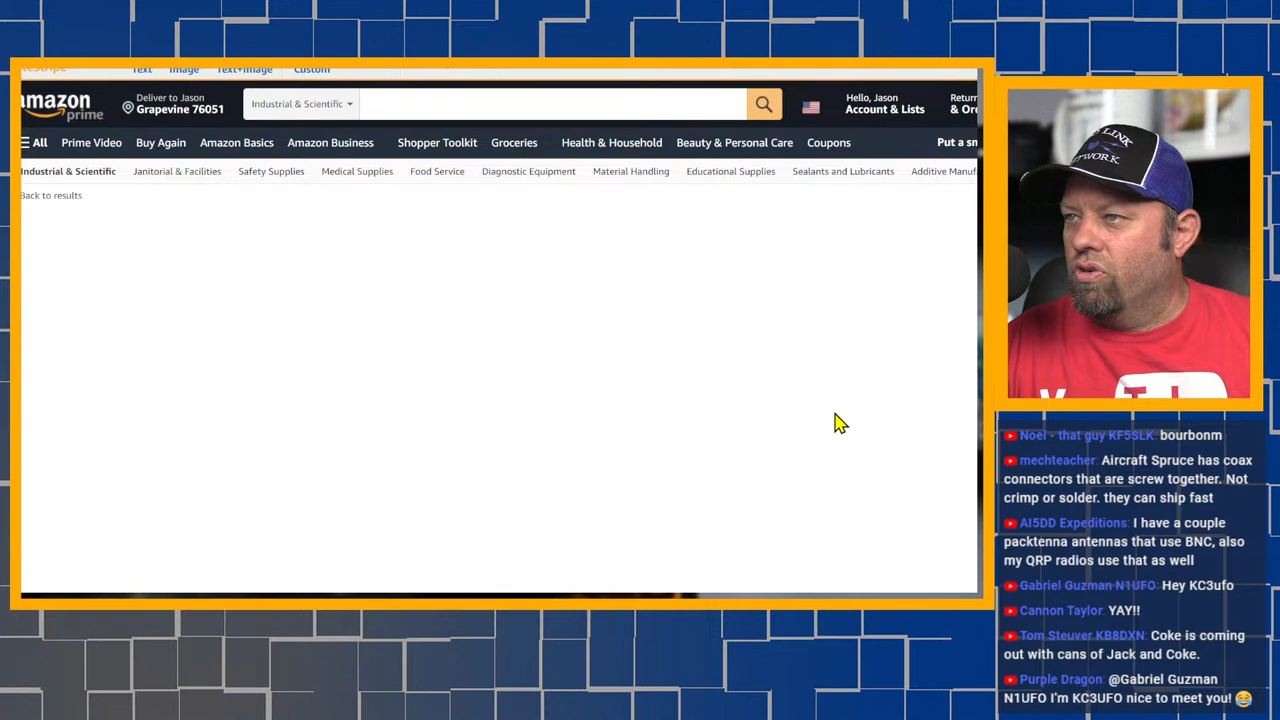 Text Image Text+Image Custom
amazon
prime
Deliver to Jason
Grapevine 76051
Industrial & Scientific
Hello, Jason
Account & Lists
Return
& Or
All Prime Video Buy Again Amazon Basics Amazon Business Shopper Toolkit Groceries Health & Household Beauty & Personal Care Coupons Put a sm
Industrial & Scientific Janitorial & Facilities Safety Supplies Medical Supplies Food Service Diagnostic Equipment Material Handling Educational Supplies Sealants and Lubricants Additive Manuf
Back to results
LINK
TWORK
Noel - that guy KF5SLK: bourbonm
mechteacher: Aircraft Spruce has coax
connectors that are screw together. Not
crimp or solder. they can ship fast
AI5DD Expeditions: I have a couple
packtenna antennas that use BNC, also
my QRP radios use that as well
Gabriel Guzman N1UFO: Hey KC3ufo
Cannon Taylor: YAY!!
Tom Steuver KB8DXN: Coke is coming
out with cans of Jack and Coke.
Purple Dragon: @Gabriel Guzman
N1UFO I'm KC3UFO nice to meet you! 😂